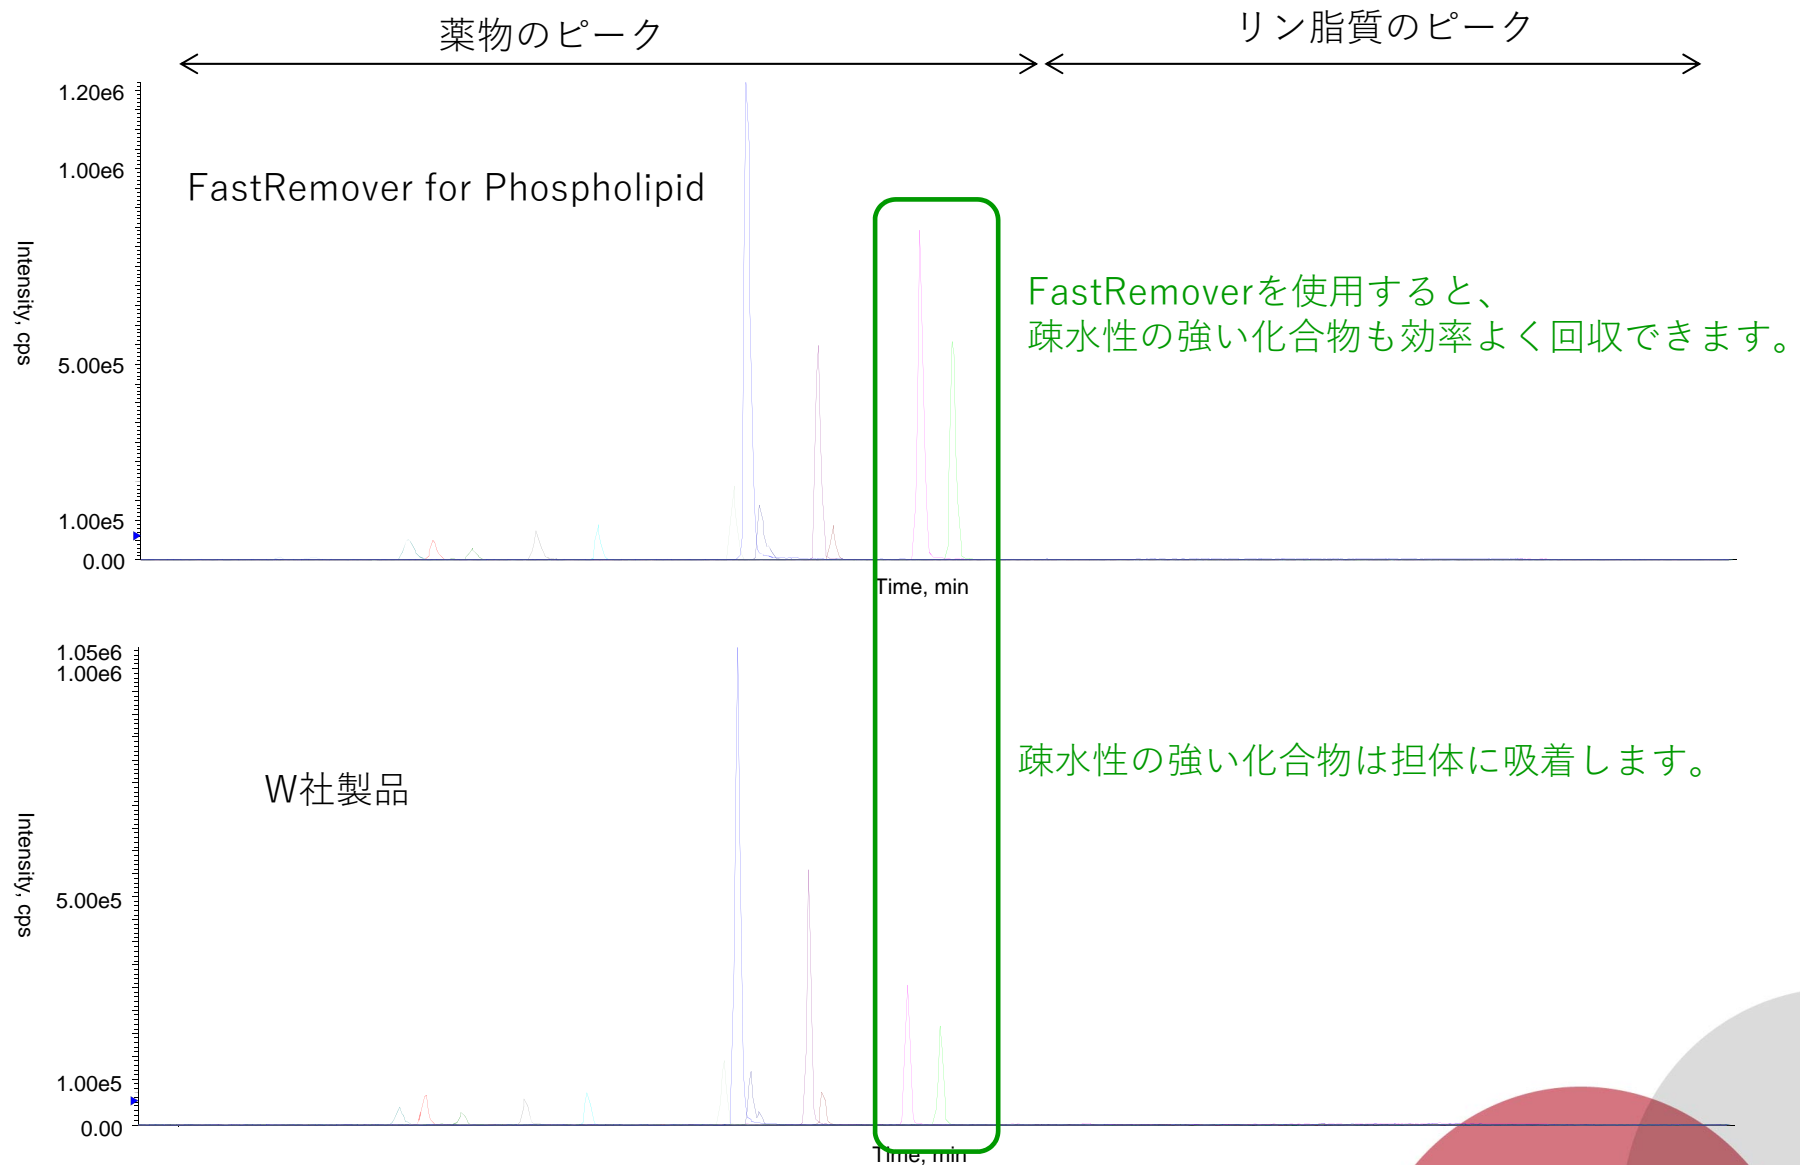 薬物のピーク
リン脂質のピーク
1.20e6
1.00e6
5.00e5
1.00e5
0.00
Intensity, cps
FastRemover for Phospholipid
FastRemoverを使用すると、
疎水性の強い化合物も効率よく回収できます。
Time, min
1.05e6
1.00e6
5.00e5
1.00e5
0.00
Intensity, cps
W社製品
疎水性の強い化合物は担体に吸着します。
Time, min